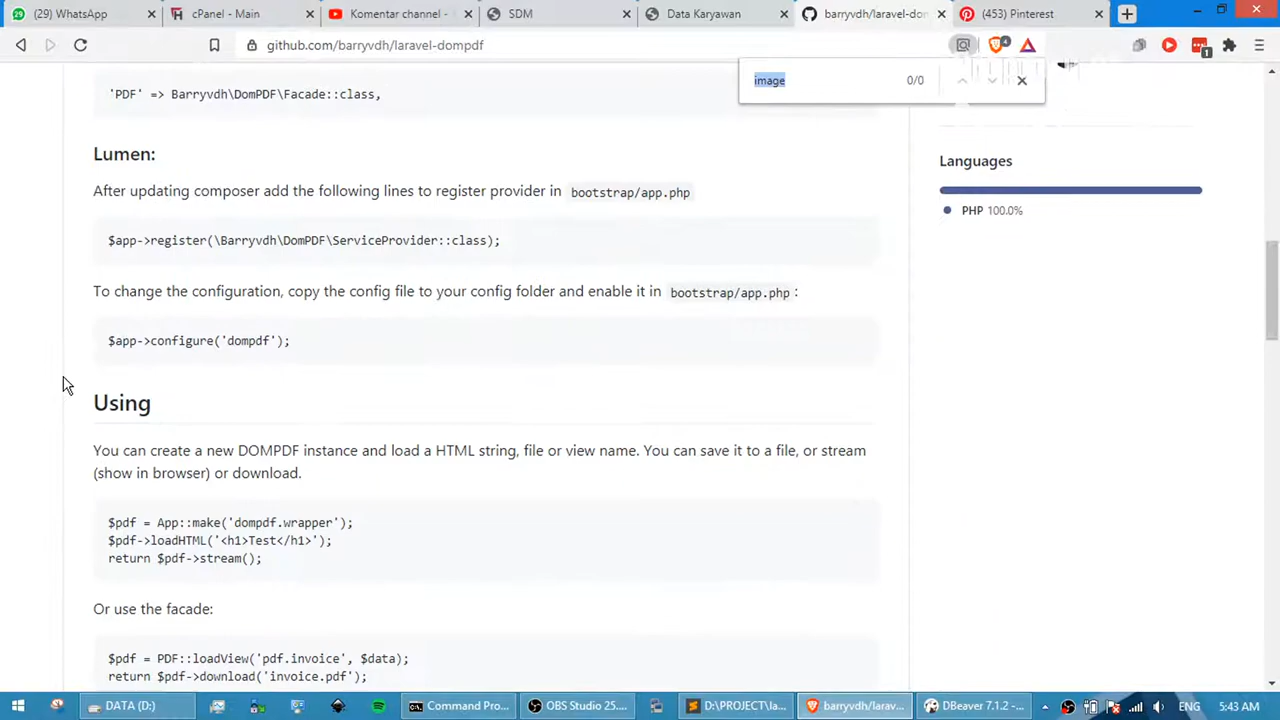 (29) WhatsApp
cPanel - Main
Komentar channel -
SDM
Data Karyawan
barryvdh/laravel-dom
(453) Pinterest
github.com/barryvdh/laravel-dompdf
4
1
image
0/0
'PDF' => Barryvdh\DomPDF\Facade::class,
Lumen:
After updating composer add the following lines to register provider in bootstrap/app.php
$app->register(\Barryvdh\DomPDF\ServiceProvider::class);
To change the configuration, copy the config file to your config folder and enable it in bootstrap/app.php :
$app->configure('dompdf');
Using
You can create a new DOMPDF instance and load a HTML string, file or view name. You can save it to a file, or stream
(show in browser) or download.
$pdf = App::make('dompdf.wrapper');
$pdf->loadHTML('<h1>Test</h1>');
return $pdf->stream();
Or use the facade:
$pdf = PDF::loadView('pdf.invoice', $data);
return $pdf->download('invoice.pdf');
Languages
PHP 100.0%
DATA (D:)
Command Pro...
OBS Studio 25....
D:\PROJECT\la...
barryvdh/larav...
DBeaver 7.1.2 -...
ENG
5:43 AM